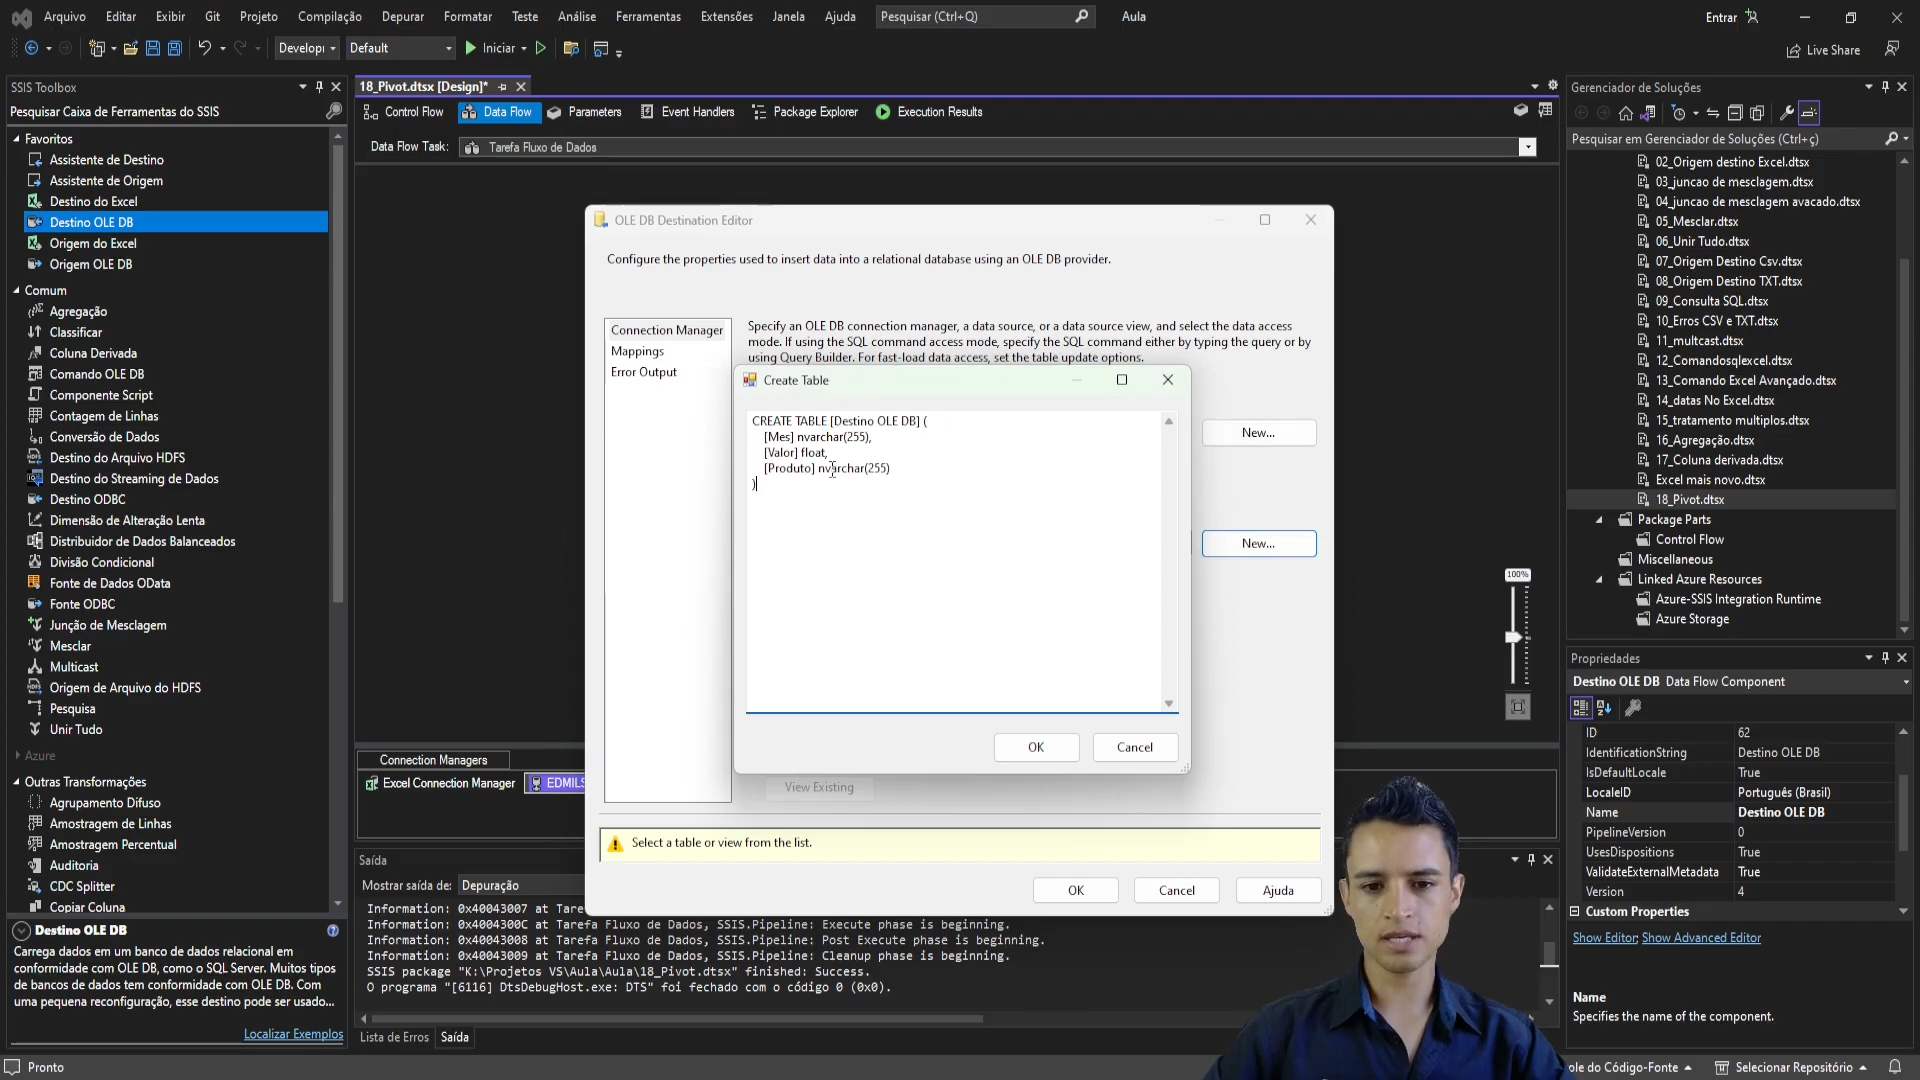 Arquivo Editar Exibir Git Projeto Compilação Depurar Formatar Teste Análise Ferramentas Extensões Janela Ajuda Pesquisar (Ctrl+Q) Aula Entrar
Develop Default Iniciar Live Share
SSIS Toolbox
Pesquisar Caixa de Ferramentas do SSIS
Favoritos
Assistente de Destino
Assistente de Origem
Destino do Excel
Destino OLE DB
Origem do Excel
Origem OLE DB
Comum
Agregação
Classificar
Coluna Derivada
Comando OLE DB
Componente Script
Contagem de Linhas
Conversão de Dados
Destino do Arquivo HDFS
Destino do Streaming de Dados
Destino ODBC
Dimensão de Alteração Lenta
Distribuidor de Dados Balanceados
Divisão Condicional
Fonte de Dados OData
Fonte ODBC
Junção de Mesclagem
Mesclar
Multicast
Origem de Arquivo do HDFS
Pesquisa
Unir Tudo
Azure
Outras Transformações
Agrupamento Difuso
Amostragem de Linhas
Amostragem Percentual
Auditoria
CDC Splitter
Copiar Coluna
Destino OLE DB
Carrega dados em um banco de dados relacional em
conformidade com OLE DB, como o SQL Server. Muitos tipos
de bancos de dados tem conformidade com OLE DB. Com
uma pequena reconfiguração, esse destino pode ser usado...
Localizar Exemplos
18_Pivot.dtsx [Design]*
Control Flow Data Flow Parameters Event Handlers Package Explorer Execution Results
Data Flow Task: Tarefa Fluxo de Dados
OLE DB Destination Editor
Configure the properties used to insert data into a relational database using an OLE DB provider.
Connection Manager
Mappings
Error Output
Specify an OLE DB connection manager, a data source, or a data source view, and select the data access
mode. If using the SQL command access mode, specify the SQL command either by typing the query or by
using Query Builder. For fast-load data access, set the table update options.
Create Table
CREATE TABLE [Destino OLE DB] (
[Mes] nvarchar(255),
[Valor] float,
[Produto] nvarchar(255)
)
OK Cancel
New...
New...
View Existing
Select a table or view from the list.
OK Cancel Ajuda
100%
Connection Managers
Excel Connection Manager EDMILS
Saída
Mostrar saída de: Depuração
Information: 0x40043007 at Taref
Information: 0x4004300C at Tarefa Fluxo de Dados, SSIS.Pipeline: Execute phase is beginning.
Information: 0x40043008 at Tarefa Fluxo de Dados, SSIS.Pipeline: Post Execute phase is beginning.
Information: 0x40043009 at Tarefa Fluxo de Dados, SSIS.Pipeline: Cleanup phase is beginning.
SSIS package "K:\Projetos VS\Aula\Aula\18_Pivot.dtsx" finished: Success.
O programa "[6116] DtsDebugHost.exe: DTS" foi fechado com o código 0 (0x0).
Lista de Erros Saída
Gerenciador de Soluções
Pesquisar em Gerenciador de Soluções (Ctrl+ç)
02_Origem destino Excel.dtsx
03_juncao de mesclagem.dtsx
04_juncao de mesclagem avacado.dtsx
05_Mesclar.dtsx
06_Unir Tudo.dtsx
07_Origem Destino Csv.dtsx
08_Origem Destino TXT.dtsx
09_Consulta SQL.dtsx
10_Erros CSV e TXT.dtsx
11_multcast.dtsx
12_Comandosqlexcel.dtsx
13_Comando Excel Avançado.dtsx
14_datas No Excel.dtsx
15_tratamento multiplos.dtsx
16_Agregação.dtsx
17_Coluna derivada.dtsx
Excel mais novo.dtsx
18_Pivot.dtsx
Package Parts
Control Flow
Miscellaneous
Linked Azure Resources
Azure-SSIS Integration Runtime
Azure Storage
Propriedades
Destino OLE DB Data Flow Component
ID 62
IdentificationString Destino OLE DB
IsDefaultLocale True
LocaleID Português (Brasil)
Name Destino OLE DB
PipelineVersion 0
UsesDispositions True
ValidateExternalMetadata True
Version 4
Custom Properties
Show Editor; Show Advanced Editor
Name
Specifies the name of the component.
Pronto
ole do Código-Fonte Selecionar Repositório